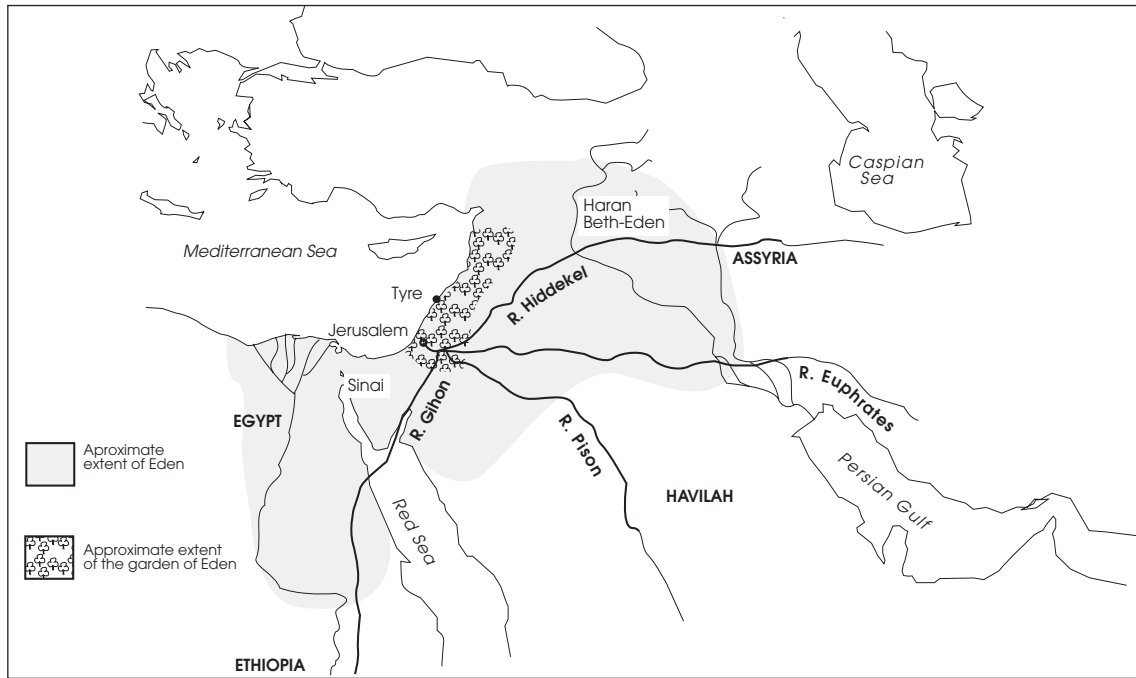 Caspian
Sea
Haran
Beth-Eden
Mediterranean Sea
ASSYRIA
R. Hiddekel
Tyre
Jerusalem
Sinai
R. Gihon
R. Euphrates
EGYPT
R. Pison
Aproximate
extent of Eden
Persian Gulf
HAVILAH
Red Sea
Approximate extent
of the garden of Eden
ETHIOPIA